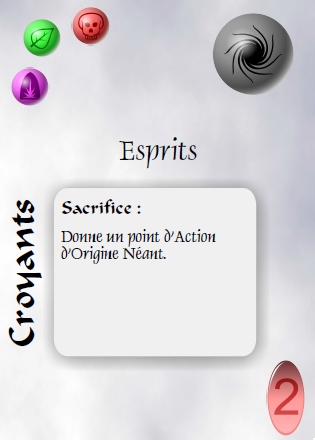 Esprits
Croyants
Sacrifice :
Donne un point d'Action
d'Origine Néant.
2